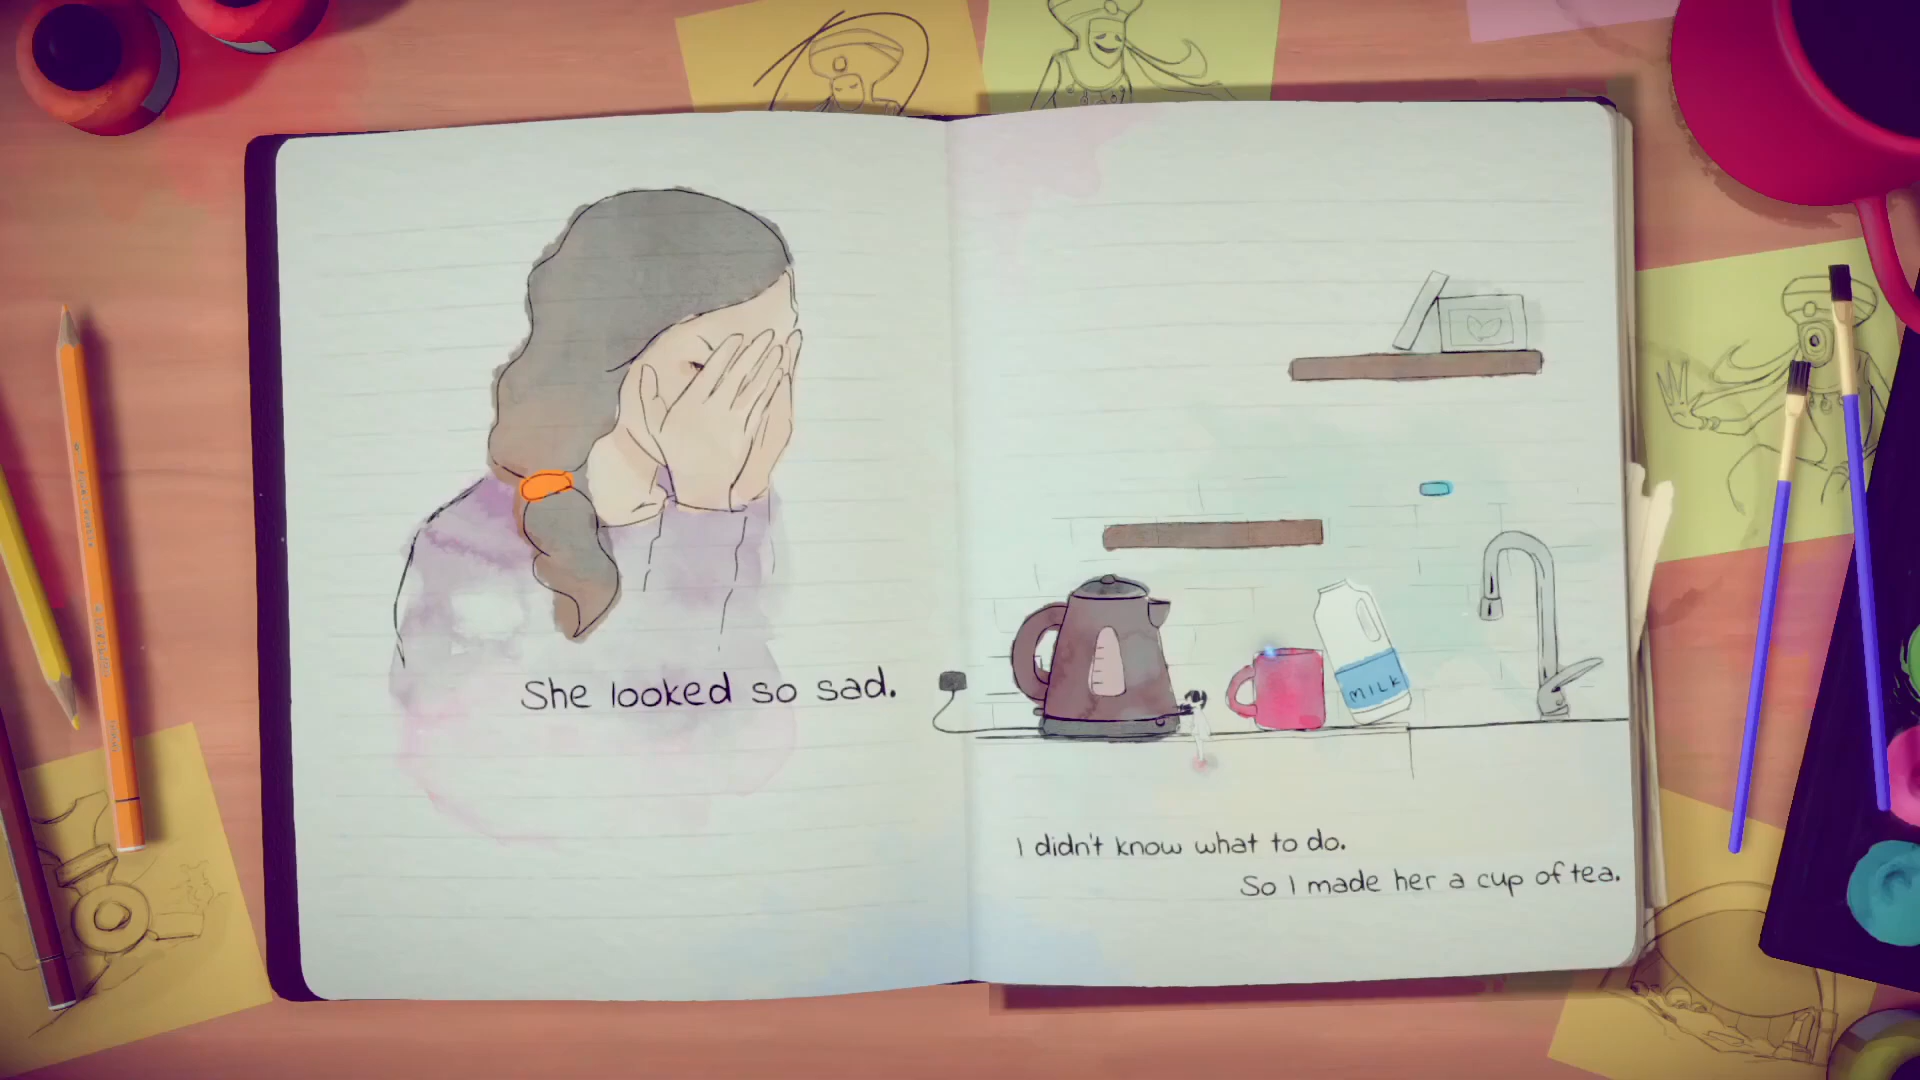 She looked so sad.
MILK
I didn't know what to do.
So I made her a cup of tea.